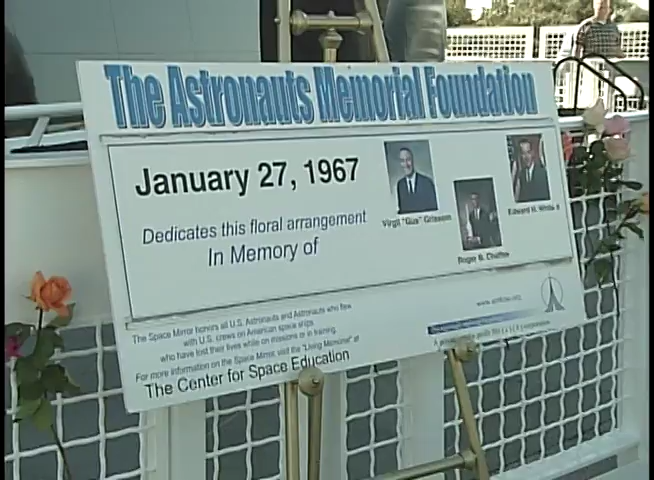 The Astronauts Memorial Foundation
January 27, 1967
Dedicates this floral arrangement
In Memory of
Virgil "Gus" Grissom
Roger B. Chaffee
Edward H. White II
The Space Mirror honors all U.S. Astronauts and Astronauts who flew
with U.S. crews on American space ships
who have lost their lives while on missions or in training.
For more information on the Space Mirror, visit the "Living Memorial" at
The Center for Space Education